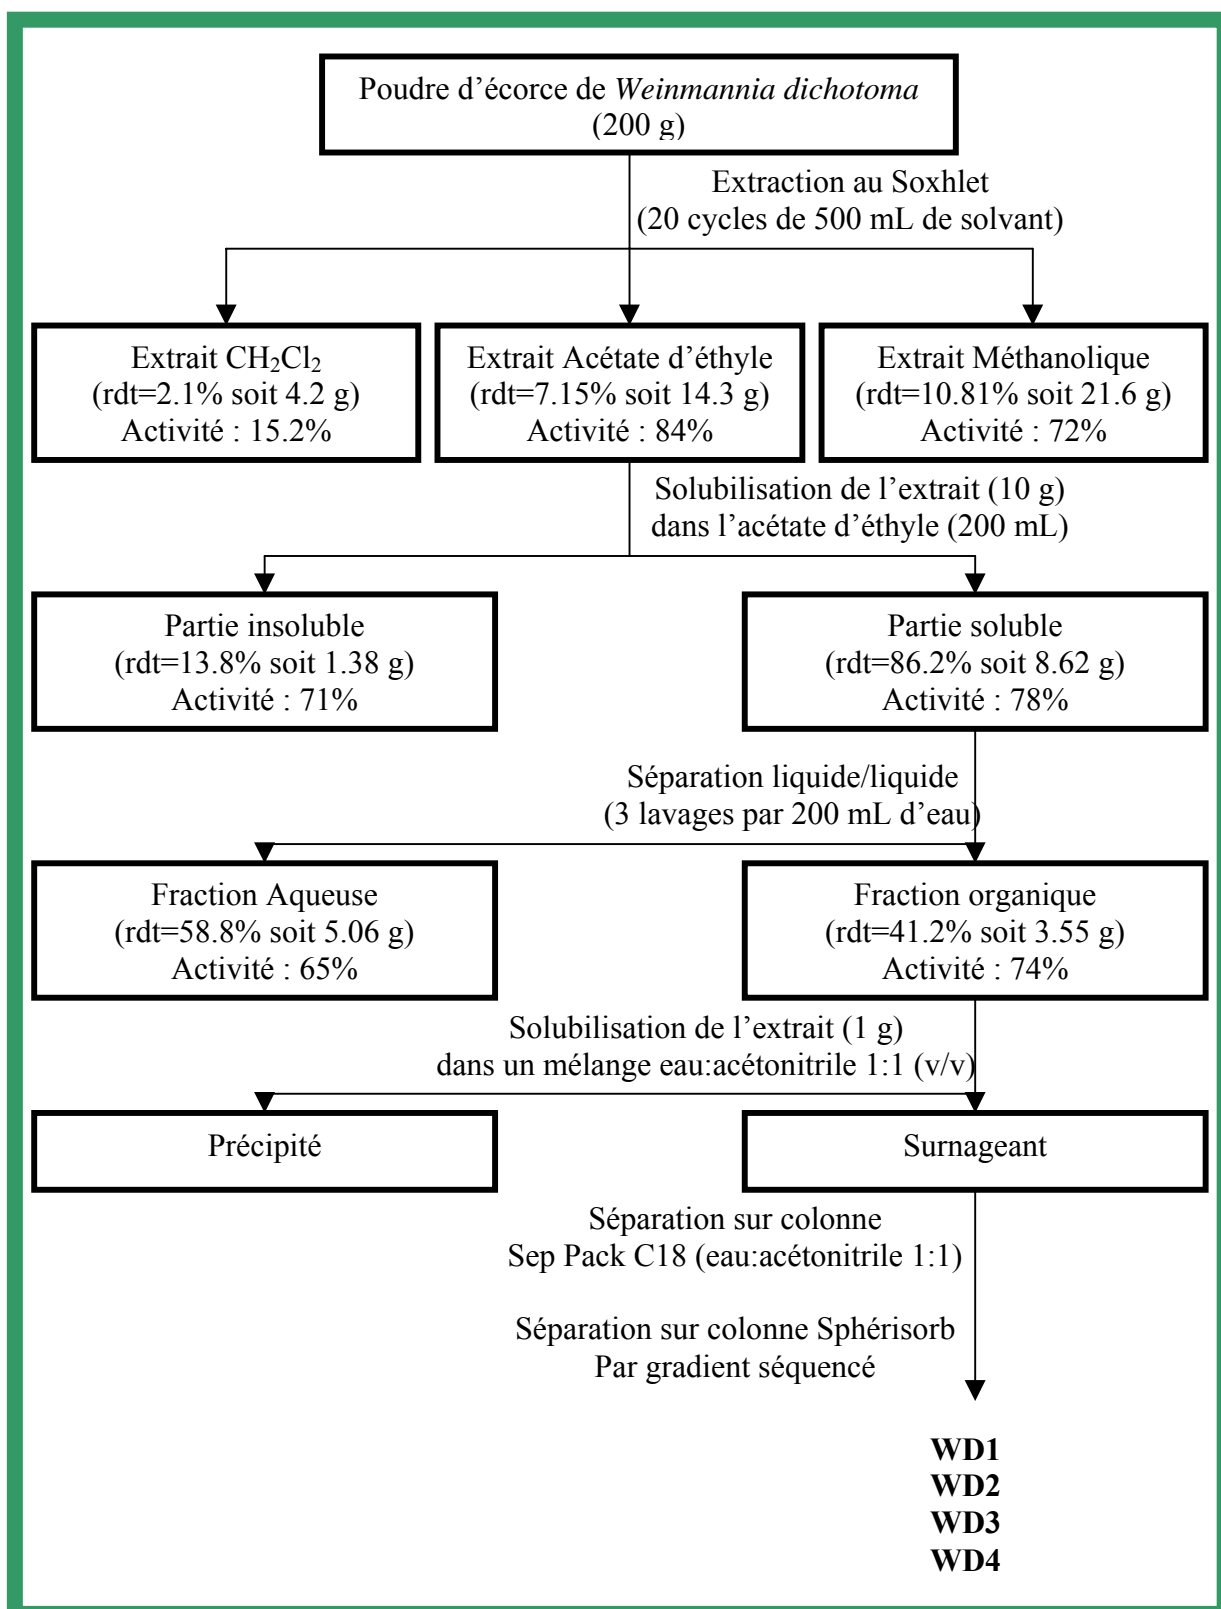 Poudre d'écorce de Weinmannia dichotoma
(200 g)
Extraction au Soxhlet
(20 cycles de 500 mL de solvant)
Extrait CH₂Cl₂
(rdt=2.1% soit 4.2 g)
Activité : 15.2%
Extrait Acétate d'éthyle
(rdt=7.15% soit 14.3 g)
Activité : 84%
Extrait Méthanolique
(rdt=10.81% soit 21.6 g)
Activité : 72%
Solubilisation de l'extrait (10 g)
dans l'acétate d'éthyle (200 mL)
Partie insoluble
(rdt=13.8% soit 1.38 g)
Activité : 71%
Partie soluble
(rdt=86.2% soit 8.62 g)
Activité : 78%
Séparation liquide/liquide
(3 lavages par 200 mL d'eau)
Fraction Aqueuse
(rdt=58.8% soit 5.06 g)
Activité : 65%
Fraction organique
(rdt=41.2% soit 3.55 g)
Activité : 74%
Solubilisation de l'extrait (1 g)
dans un mélange eau:acétonitrile 1:1 (v/v)
Précipité
Surnageant
Séparation sur colonne
Sep Pack C18 (eau:acétonitrile 1:1)
Séparation sur colonne Sphérisorb
Par gradient séquencé
WD1
WD2
WD3
WD4